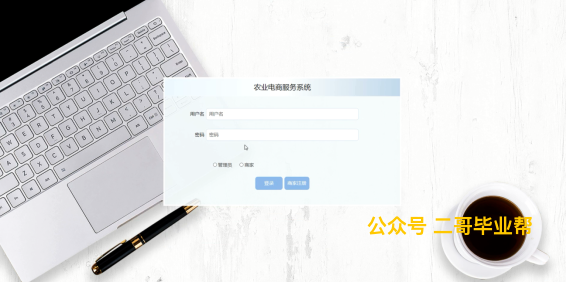 农业电商服务系统
用户名 用户名
密码 密码
管理员 商家
登录 商家注册
公众号 二哥毕业帮